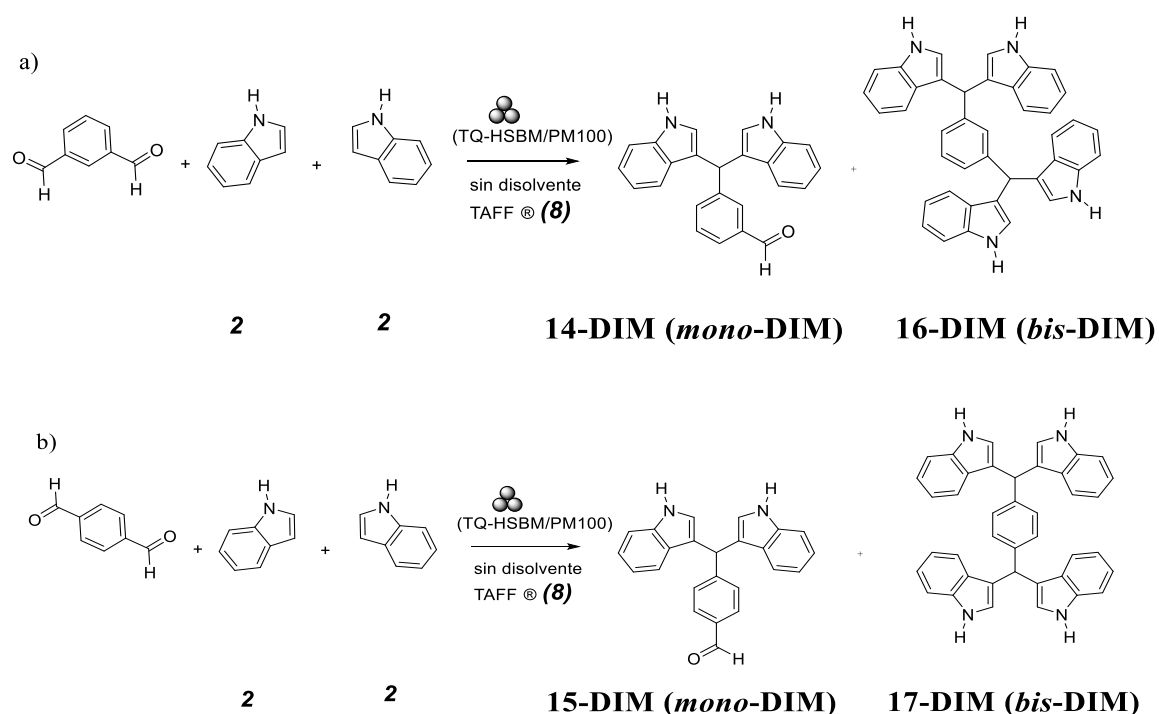 a)
H
N
H
N
O
H
O
H
+
+
(TQ-HSBM/PM100)
sin disolvente
TAFF ® (8)
H
N
H
N
O
H
+
H
N
H
N
N
H
N
H
2
2
14-DIM (mono-DIM)
16-DIM (bis-DIM)
b)
H
O
O
H
+
H
N
+
H
N
(TQ-HSBM/PM100)
sin disolvente
TAFF ® (8)
H
N
H
N
O
H
+
H
N
H
N
N
H
N
H
2
2
15-DIM (mono-DIM)
17-DIM (bis-DIM)